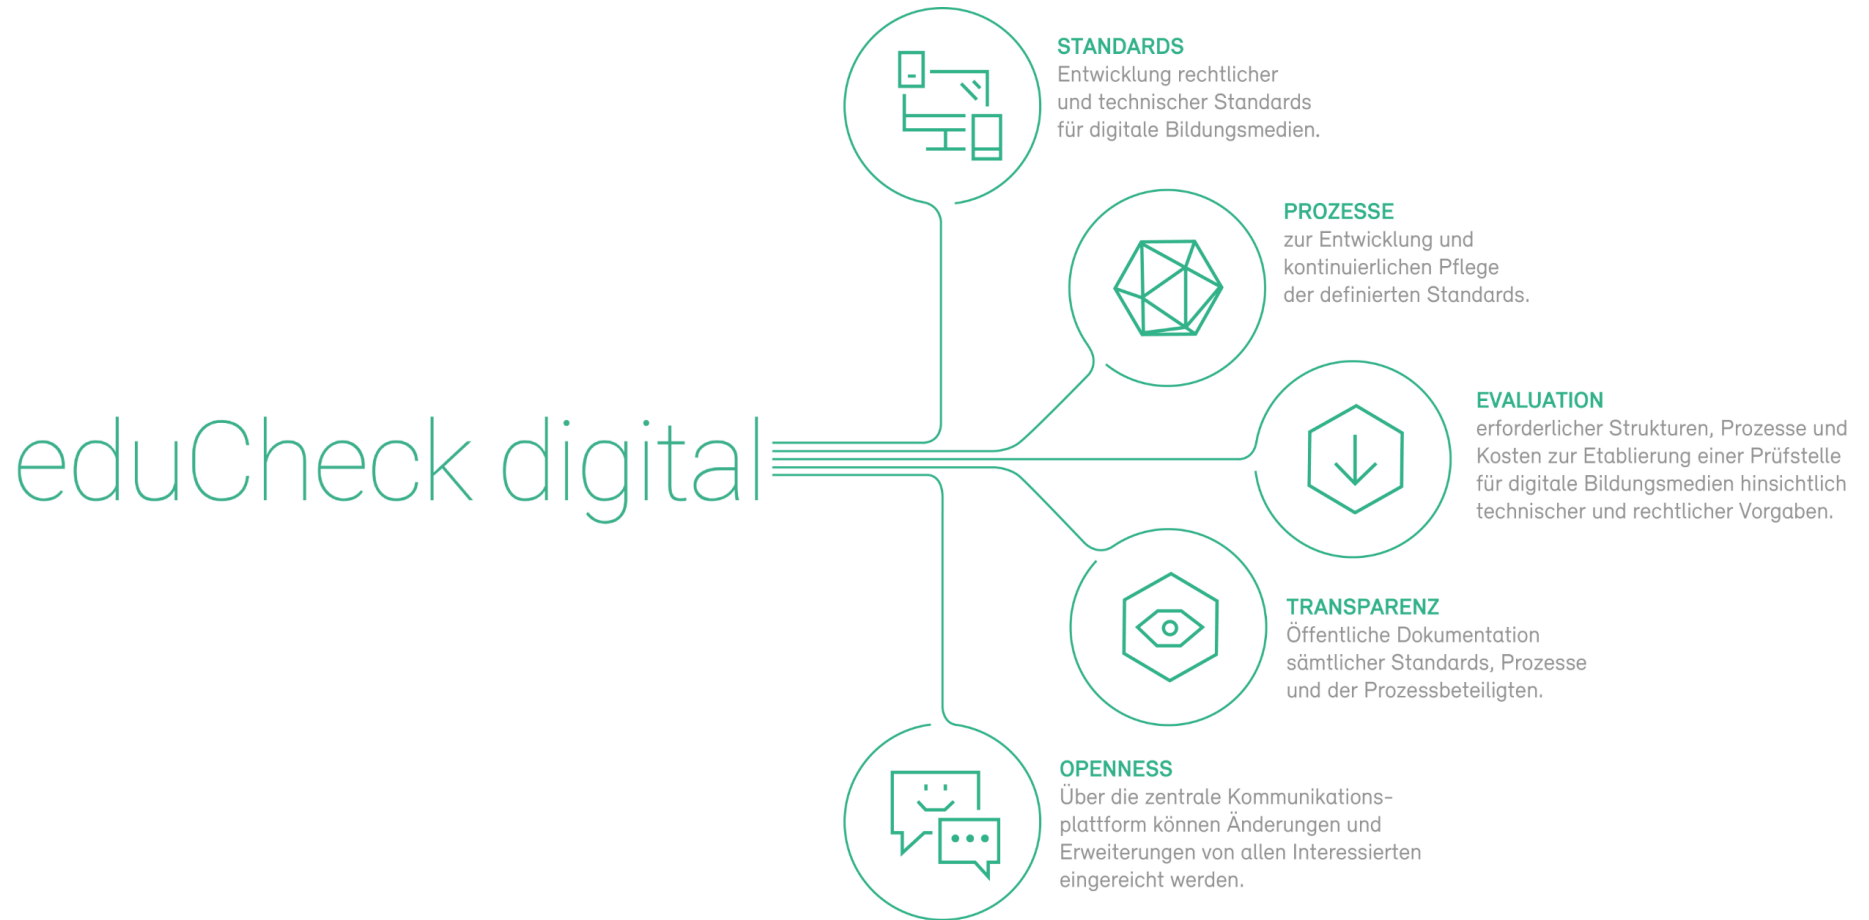 eduCheck digital
STANDARDS
Entwicklung rechtlicher
und technischer Standards
für digitale Bildungsmedien.
PROZESSE
zur Entwicklung und
kontinuierlichen Pflege
der definierten Standards.
EVALUATION
erforderlicher Strukturen, Prozesse und
Kosten zur Etablierung einer Prüfstelle
für digitale Bildungsmedien hinsichtlich
technischer und rechtlicher Vorgaben.
TRANSPARENZ
Öffentliche Dokumentation
sämtlicher Standards, Prozesse
und der Prozessbeteiligten.
OPENNESS
Über die zentrale Kommunikations-
plattform können Änderungen und
Erweiterungen von allen Interessierten
eingereicht werden.